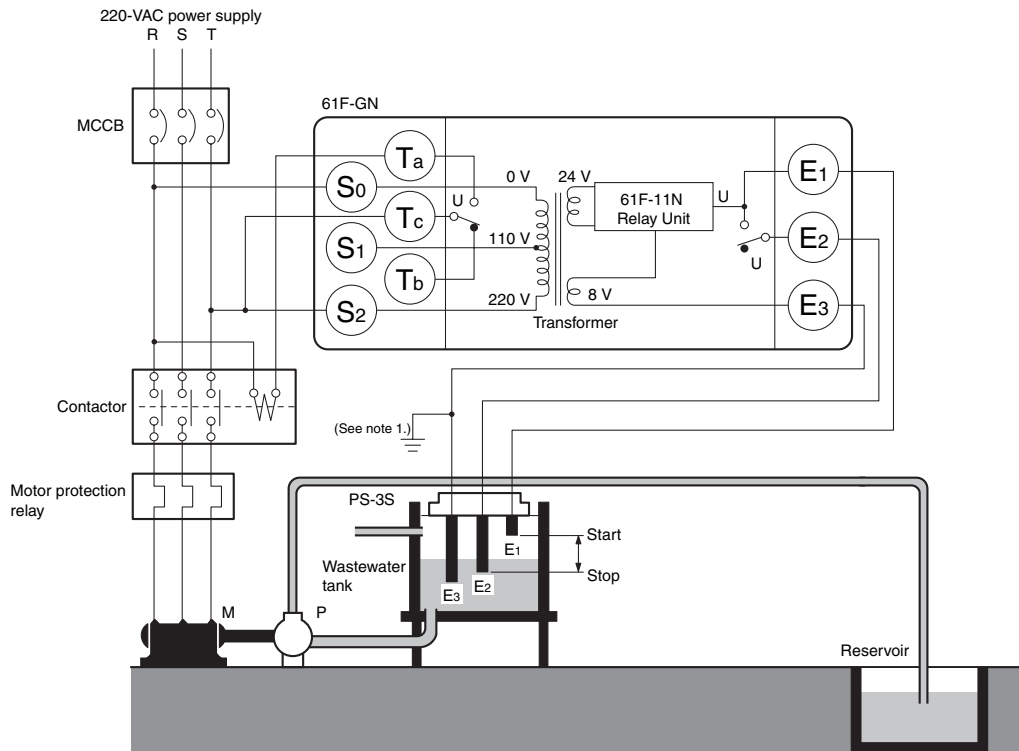 220-VAC power supply
R S T
MCCB
61F-GN
Ta
S0
Tc
S1
Tb
S2
U
0 V
110 V
220 V
24 V
8 V
Transformer
61F-11N
Relay Unit
U
U
E1
E2
E3
Contactor
(See note 1.)
Motor protection
relay
PS-3S
Wastewater
tank
E3
E2
E1
Start
Stop
M
P
Reservoir